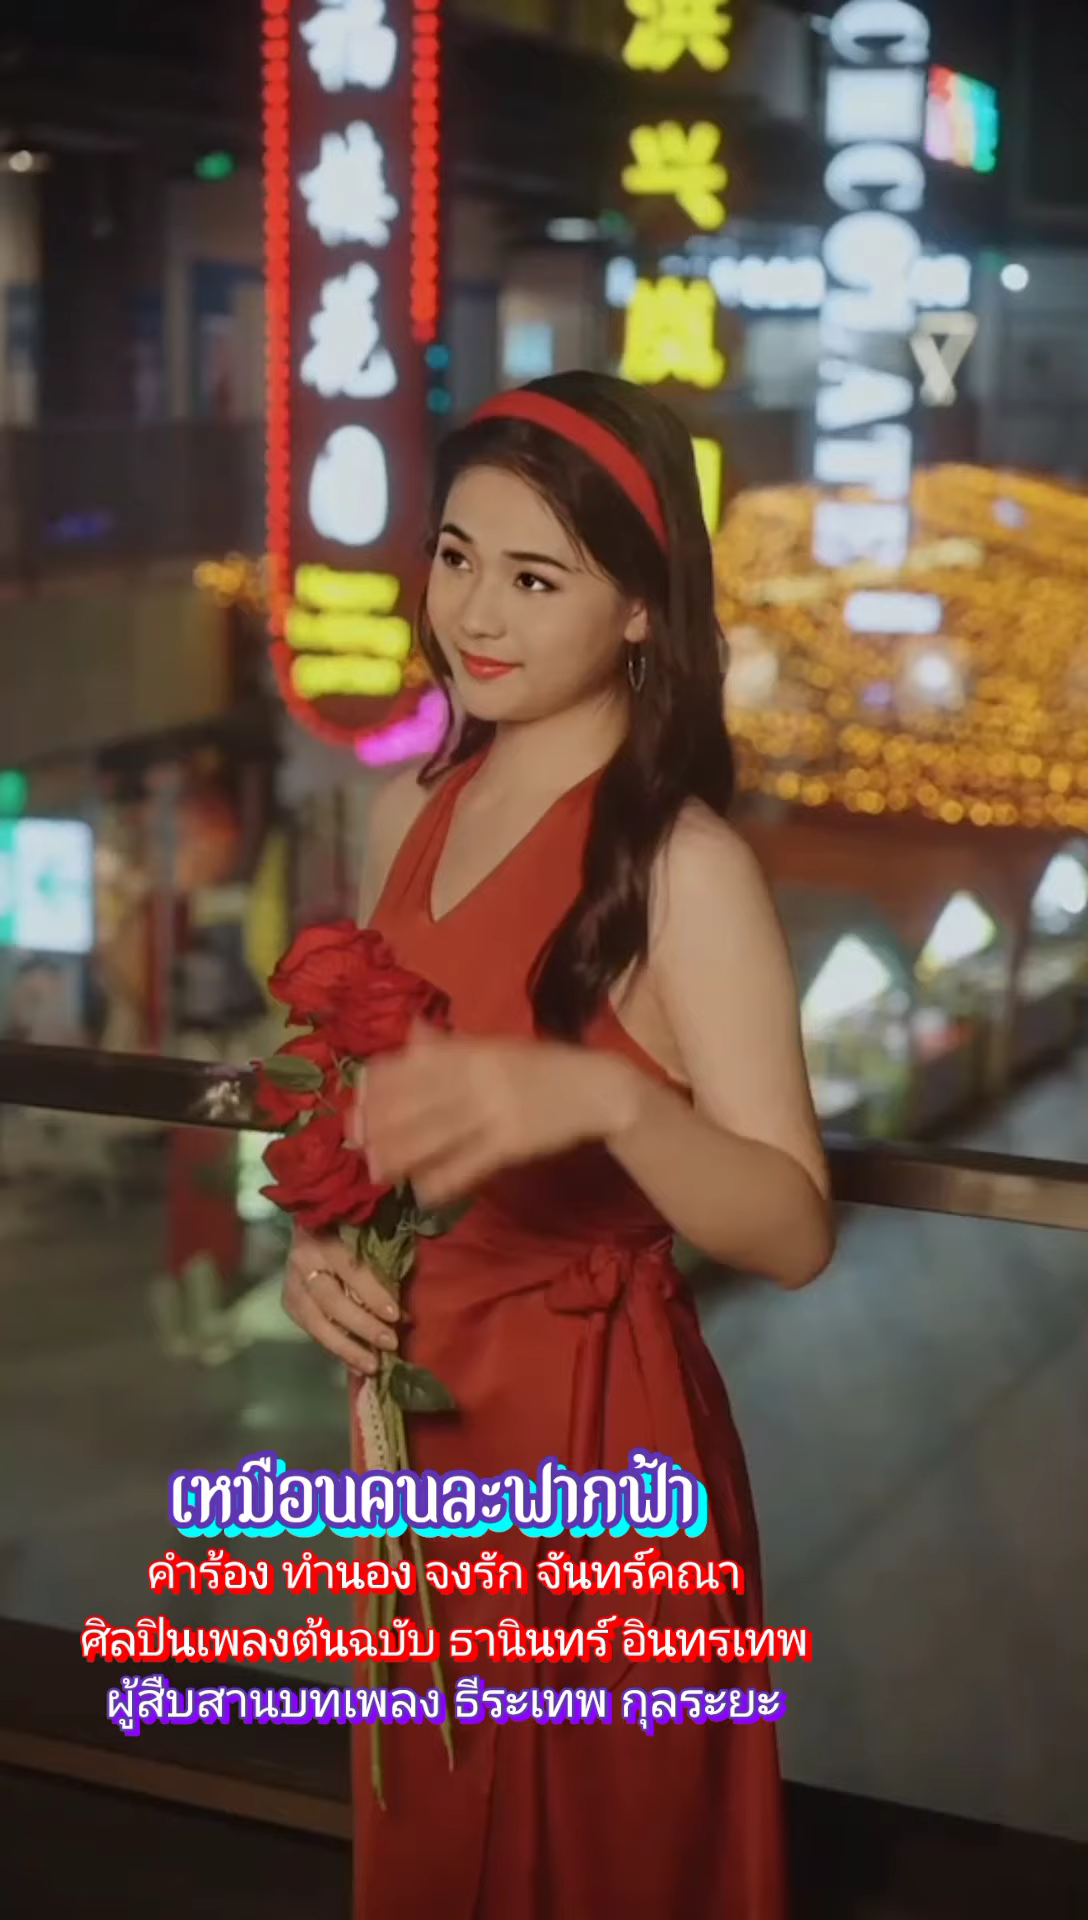 洪
兴
CHOCOLATE
เหมือนคนละฟากฟ้า
คำร้อง ทำนอง จงรัก จันทร์คณา
ศิลปินเพลงต้นฉบับ ธานินทร์ อินทรเทพ
ผู้สืบสานบทเพลง ธีระเทพ กุลระยะ